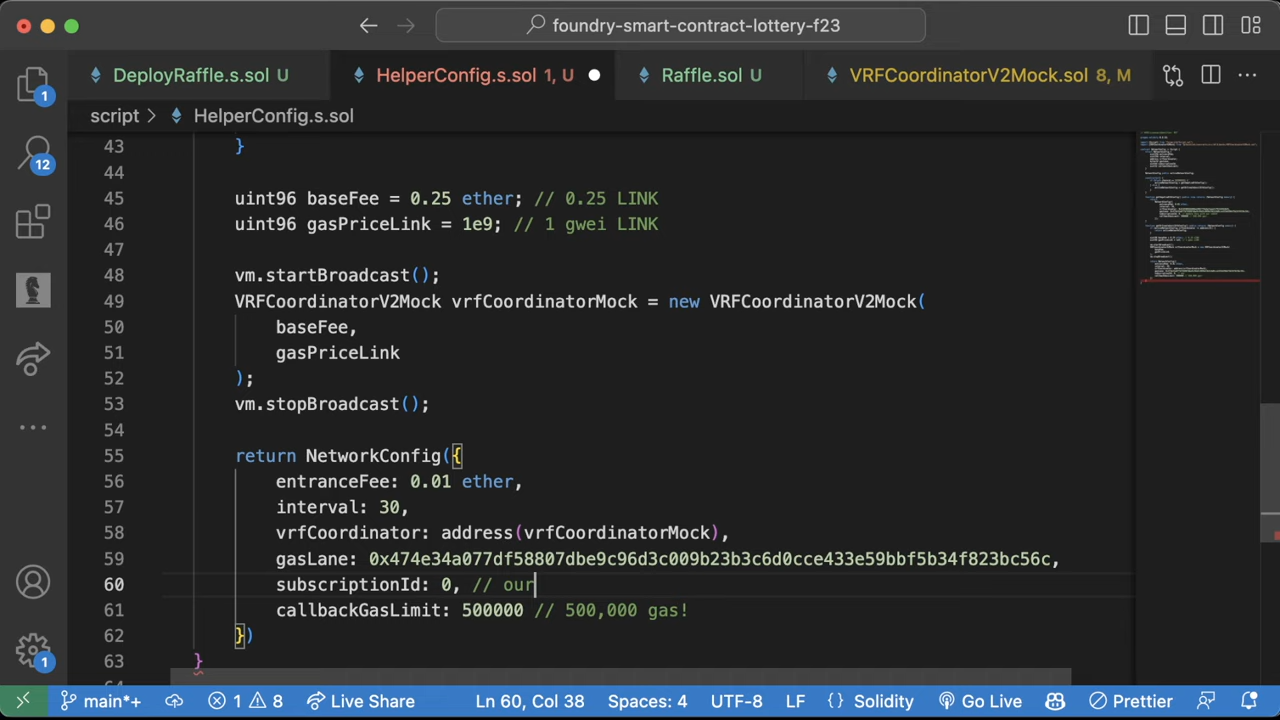 foundry-smart-contract-lottery-f23
DeployRaffle.s.sol U
HelperConfig.s.sol 1, U
Raffle.sol U
VRFCoordinatorV2Mock.sol 8, M
script > HelperConfig.s.sol
1
12
1
43 }
44
45 uint96 baseFee = 0.25 ether; // 0.25 LINK
46 uint96 gasPriceLink = 1e9; // 1 gwei LINK
47
48 vm.startBroadcast();
49 VRFCoordinatorV2Mock vrfCoordinatorMock = new VRFCoordinatorV2Mock(
50 baseFee,
51 gasPriceLink
52 );
53 vm.stopBroadcast();
54
55 return NetworkConfig({
56 entranceFee: 0.01 ether,
57 interval: 30,
58 vrfCoordinator: address(vrfCoordinatorMock),
59 gasLane: 0x474e34a077df58807dbe9c96d3c009b23b3c6d0cce433e59bbf5b34f823bc56c,
60 subscriptionId: 0, // our
61 callbackGasLimit: 500000 // 500,000 gas!
62 })
63 }
main*+ 1 8 Live Share Ln 60, Col 38 Spaces: 4 UTF-8 LF {} Solidity Go Live Prettier